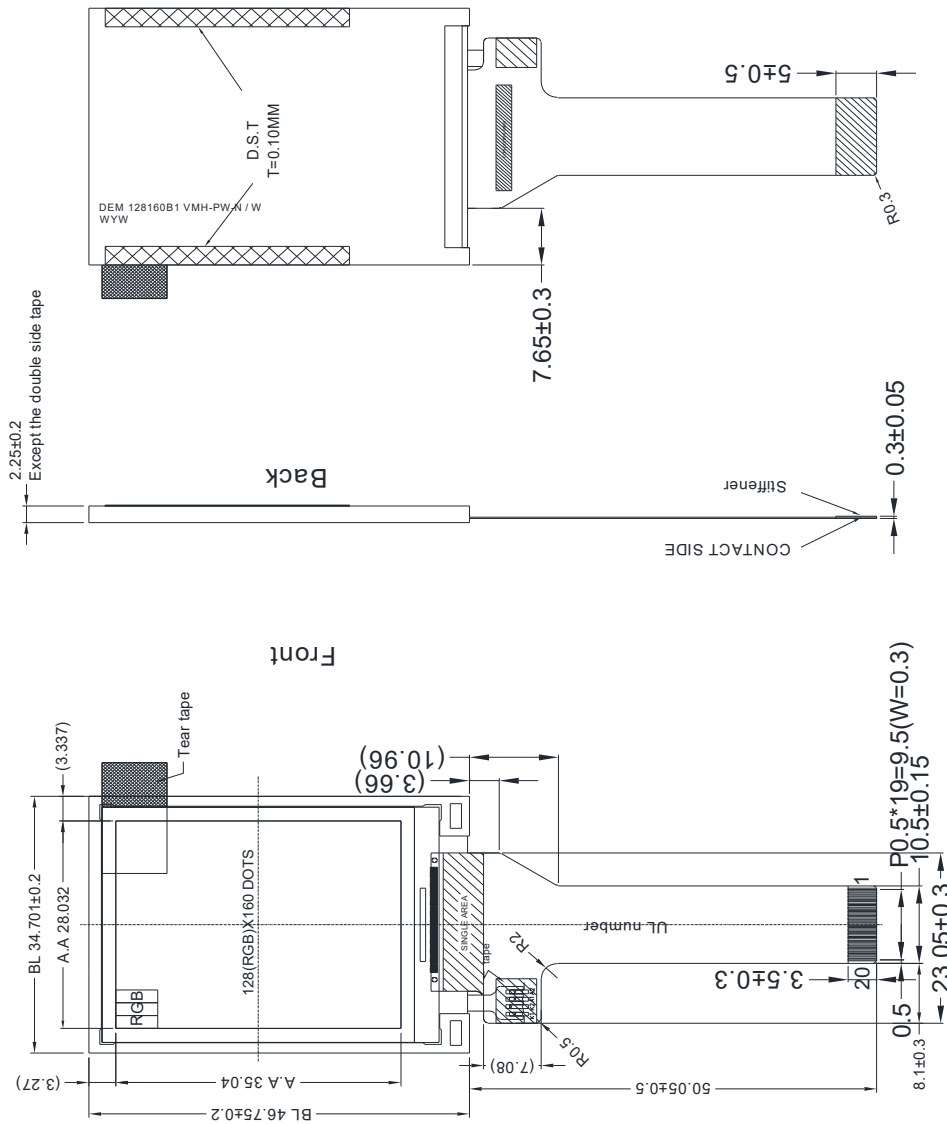 5±0.5
D.S.T
T=0.10MM
DEM 128160B1 VMH-PW-N / W
WYW
R0.3
7.65±0.3
2.25±0.2
Except the double side tape
Back
Stiffener
0.3±0.05
CONTACT SIDE
Front
(3.337)
Tear tape
BL 34.701±0.2
A.A 28.032
128(RGB)X160 DOTS
RGB
(3.27)
A.A 35.04
BL 46.75±0.2
(10.96)
(3.66)
SINGLE AREA
tape
UL number
R2
R0.5
(7.08)
50.05±0.5
P0.5*19=9.5(W=0.3)
10.5±0.15
1
20
3.5±0.3
0.5
23.05±0.3
8.1±0.3